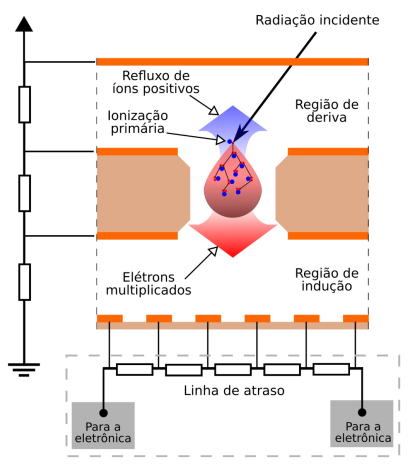 Radiação incidente
Refluxo de
íons positivos
Ionização
primária
Região de
deriva
Elétrons
multiplicados
Região de
indução
Linha de atraso
Para a
eletrônica
Para a
eletrônica